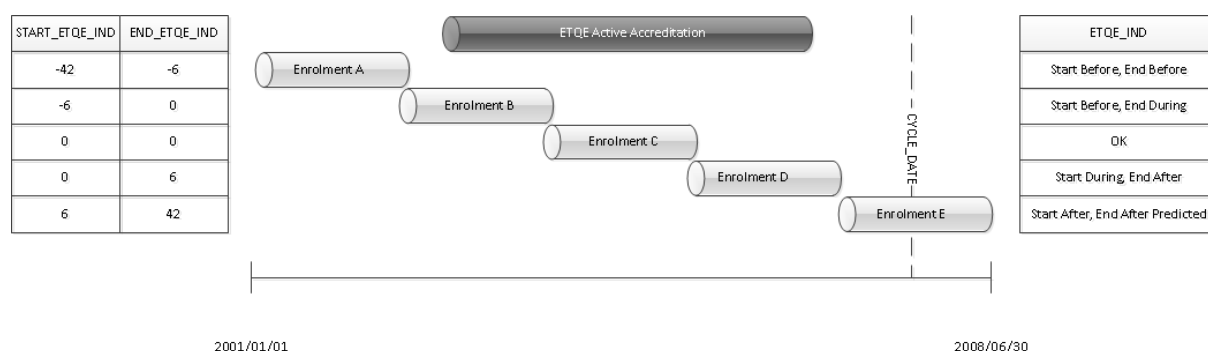 START_ETQE_IND END_ETQE_IND ETQE Active Accreditation ETQE_IND
-42 -6 Enrolment A Start Before, End Before
-6 0 Enrolment B Start Before, End During
0 0 Enrolment C OK
0 6 Enrolment D Start During, End After
6 42 Enrolment E Start After, End After Predicted
CYCLE_DATE
2001/01/01 2008/06/30